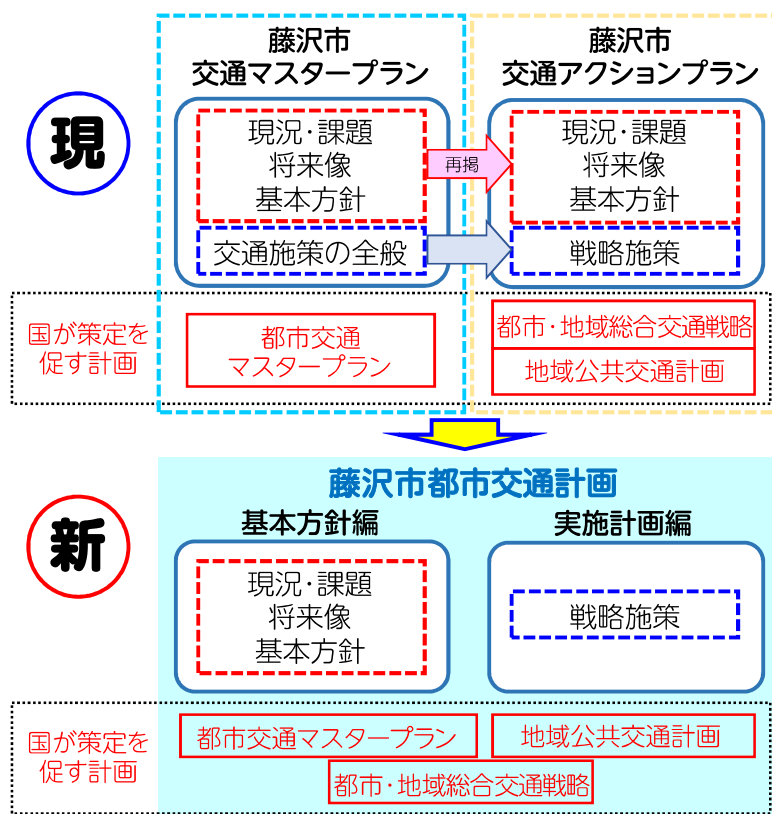 藤沢市
交通マスタープラン
藤沢市
交通アクションプラン
現
現況・課題
将来像
基本方針
再掲
現況・課題
将来像
基本方針
交通施策の全般
戦略施策
国が策定を
促す計画
都市交通
マスタープラン
都市・地域総合交通戦略
地域公共交通計画
藤沢市都市交通計画
新
基本方針編
実施計画編
現況・課題
将来像
基本方針
戦略施策
国が策定を
促す計画
都市交通マスタープラン
地域公共交通計画
都市・地域総合交通戦略